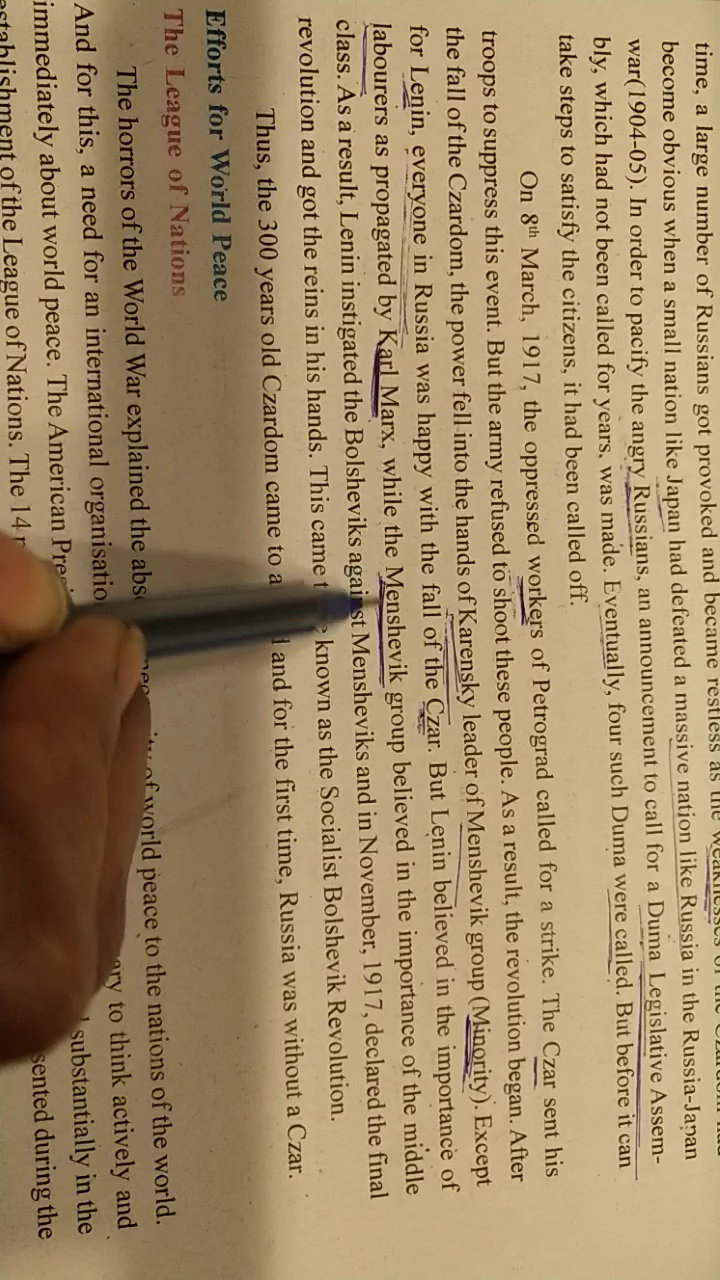 time, a large number of Russians got provoked and became restless as the weaknesses of the
become obvious when a small nation like Japan had defeated a massive nation like Russia in the Russia-Japan
war(1904-05). In order to pacify the angry Russians, an announcement to call for a Duma Legislative Assem-
bly, which had not been called for years, was made. Eventually, four such Duma were called. But before it can
take steps to satisfy the citizens, it had been called off.
On 8th March, 1917, the oppressed workers of Petrograd called for a strike. The Czar sent his
troops to suppress this event. But the army refused to shoot these people. As a result, the revolution began. After
the fall of the Czardom, the power fell into the hands of Karensky leader of Menshevik group (Minority). Except
for Lenin, everyone in Russia was happy with the fall of the Czar. But Lenin believed in the importance of
labourers as propagated by Karl Marx, while the Menshevik group believed in the importance of the middle
class. As a result, Lenin instigated the Bolsheviks against Mensheviks and in November, 1917, declared the final
revolution and got the reins in his hands. This came known as the Socialist Bolshevik Revolution.
Thus, the 300 years old Czardom came to and for the first time, Russia was without a Czar.
Efforts for World Peace
The League of Nations
The horrors of the World War explained the of world peace to the nations of the world.
And for this, a need for an international to think actively and
immediately about world peace. The American substantially in the
establishment of the League of Nations. The 14 during the